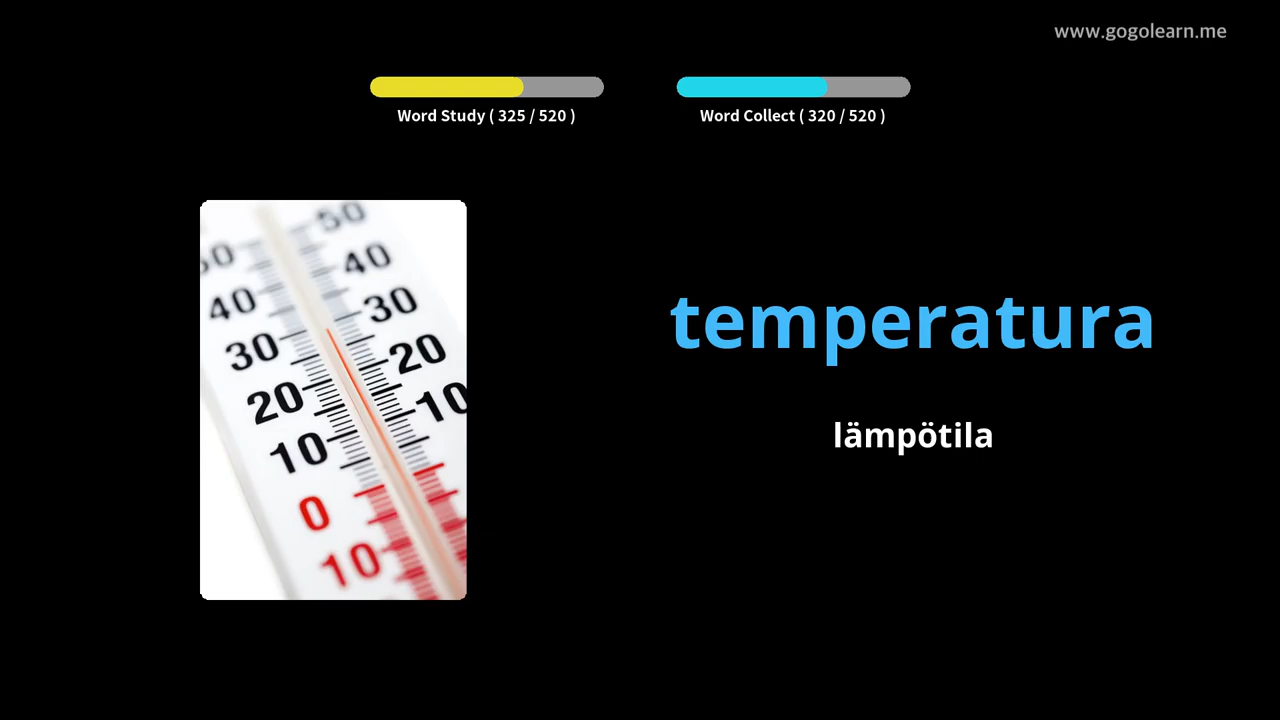 www.gogolearn.me
Word Study ( 325 / 520 )
Word Collect ( 320 / 520 )
50
40
40
30
30
20
20
10
10
0
10
temperatura
lämpötila